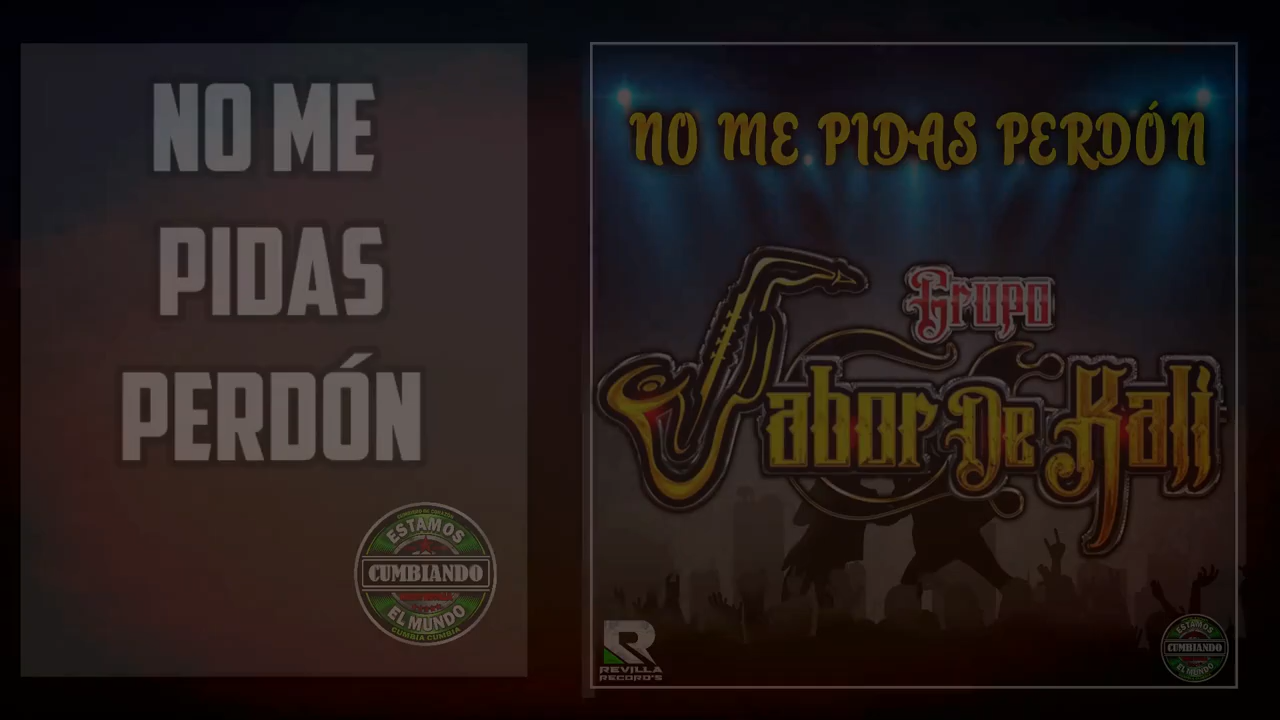 NO ME
PIDAS
PERDÓN
ESTAMOS
CUMBIANDO
EL MUNDO
CUMBIA CUMBIA
NO ME PIDAS PERDÓN
Grupo
Sabor De Kali
R
REVILLA
RECORD'S
ESTAMOS
CUMBIANDO
EL MUNDO